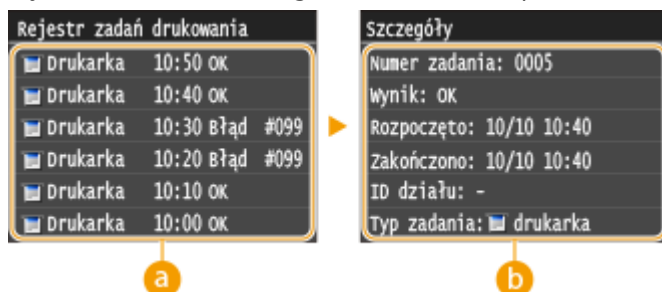 Rejestr zadań drukowania
Drukarka 10:50 OK
Drukarka 10:40 OK
Drukarka 10:30 Błąd #099
Drukarka 10:20 Błąd #099
Drukarka 10:10 OK
Drukarka 10:00 OK
a
Szczegóły
Numer zadania: 0005
Wynik: OK
Rozpoczęto: 10/10 10:40
Zakończono: 10/10 10:40
ID działu: -
Typ zadania: drukarka
b